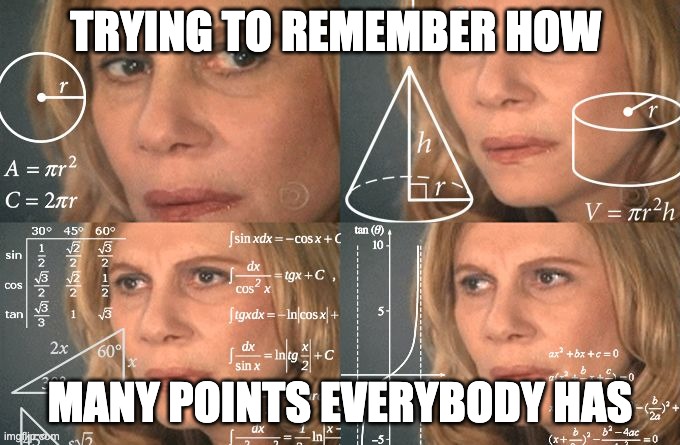 TRYING TO REMEMBER HOW
r
A = πr²
C = 2πr
h
r
r
V = πr²h
30° 45° 60°
sin 1/2 √2/2 √3/2
cos √3/2 √2/2 1/2
tan √3/3 1 √3
∫sin xdx = −cos x + C
∫dx/cos² x = tgx + C ,
∫tgxdx = −ln|cos x| +
∫dx/sin x = ln|tg x/2| + C
2x 60° x
tan (θ)
10
5
-5
ax² + bx + c = 0
MANY POINTS EVERYBODY HAS
imgflip.com